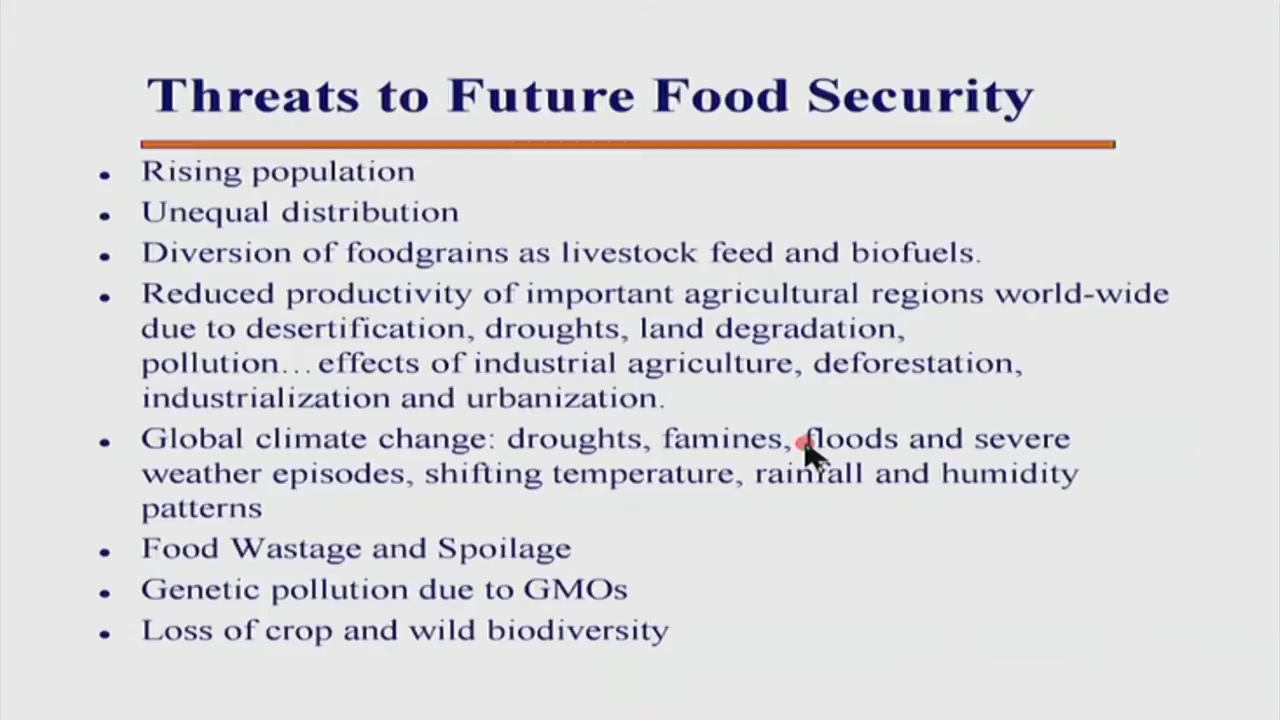 Threats to Future Food Security
• Rising population
• Unequal distribution
• Diversion of foodgrains as livestock feed and biofuels.
• Reduced productivity of important agricultural regions world-wide
due to desertification, droughts, land degradation,
pollution…effects of industrial agriculture, deforestation,
industrialization and urbanization.
• Global climate change: droughts, famines, floods and severe
weather episodes, shifting temperature, rainfall and humidity
patterns
• Food Wastage and Spoilage
• Genetic pollution due to GMOs
• Loss of crop and wild biodiversity